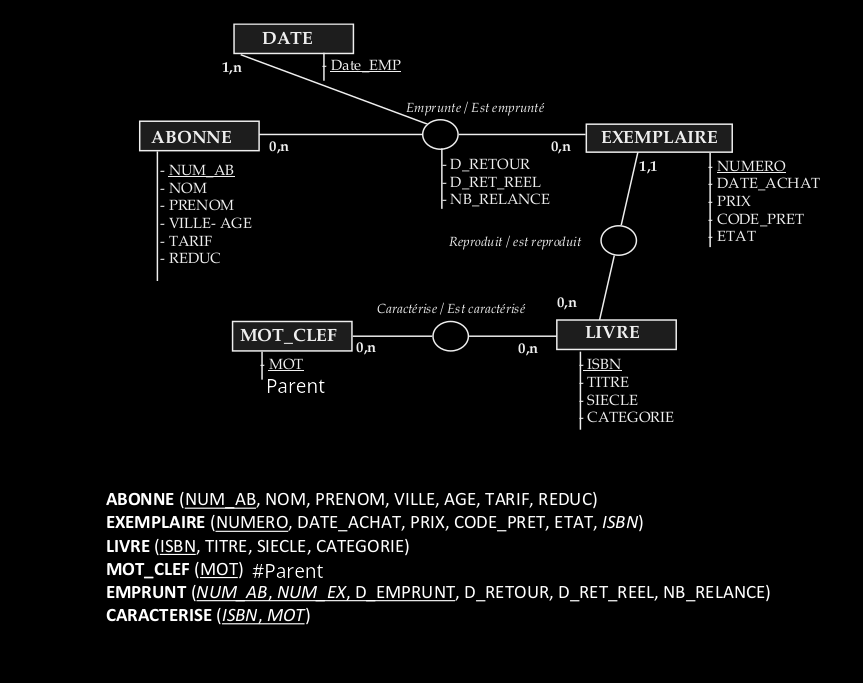 DATE
1,n
- Date_EMP
Emprunte / Est emprunté
ABONNE
0,n
0,n
EXEMPLAIRE
- NUM_AB
- NOM
- PRENOM
- VILLE- AGE
- TARIF
- REDUC
- D_RETOUR
- D_RET_REEL
- NB_RELANCE
1,1
- NUMERO
- DATE_ACHAT
- PRIX
- CODE_PRET
- ETAT
Reproduit / est reproduit
0,n
Caractérise / Est caractérisé
MOT_CLEF
0,n
0,n
LIVRE
- MOT
Parent
- ISBN
- TITRE
- SIECLE
- CATEGORIE
ABONNE (NUM_AB, NOM, PRENOM, VILLE, AGE, TARIF, REDUC)
EXEMPLAIRE (NUMERO, DATE_ACHAT, PRIX, CODE_PRET, ETAT, ISBN)
LIVRE (ISBN, TITRE, SIECLE, CATEGORIE)
MOT_CLEF (MOT) #Parent
EMPRUNT (NUM_AB, NUM_EX, D_EMPRUNT, D_RETOUR, D_RET_REEL, NB_RELANCE)
CARACTERISE (ISBN, MOT)